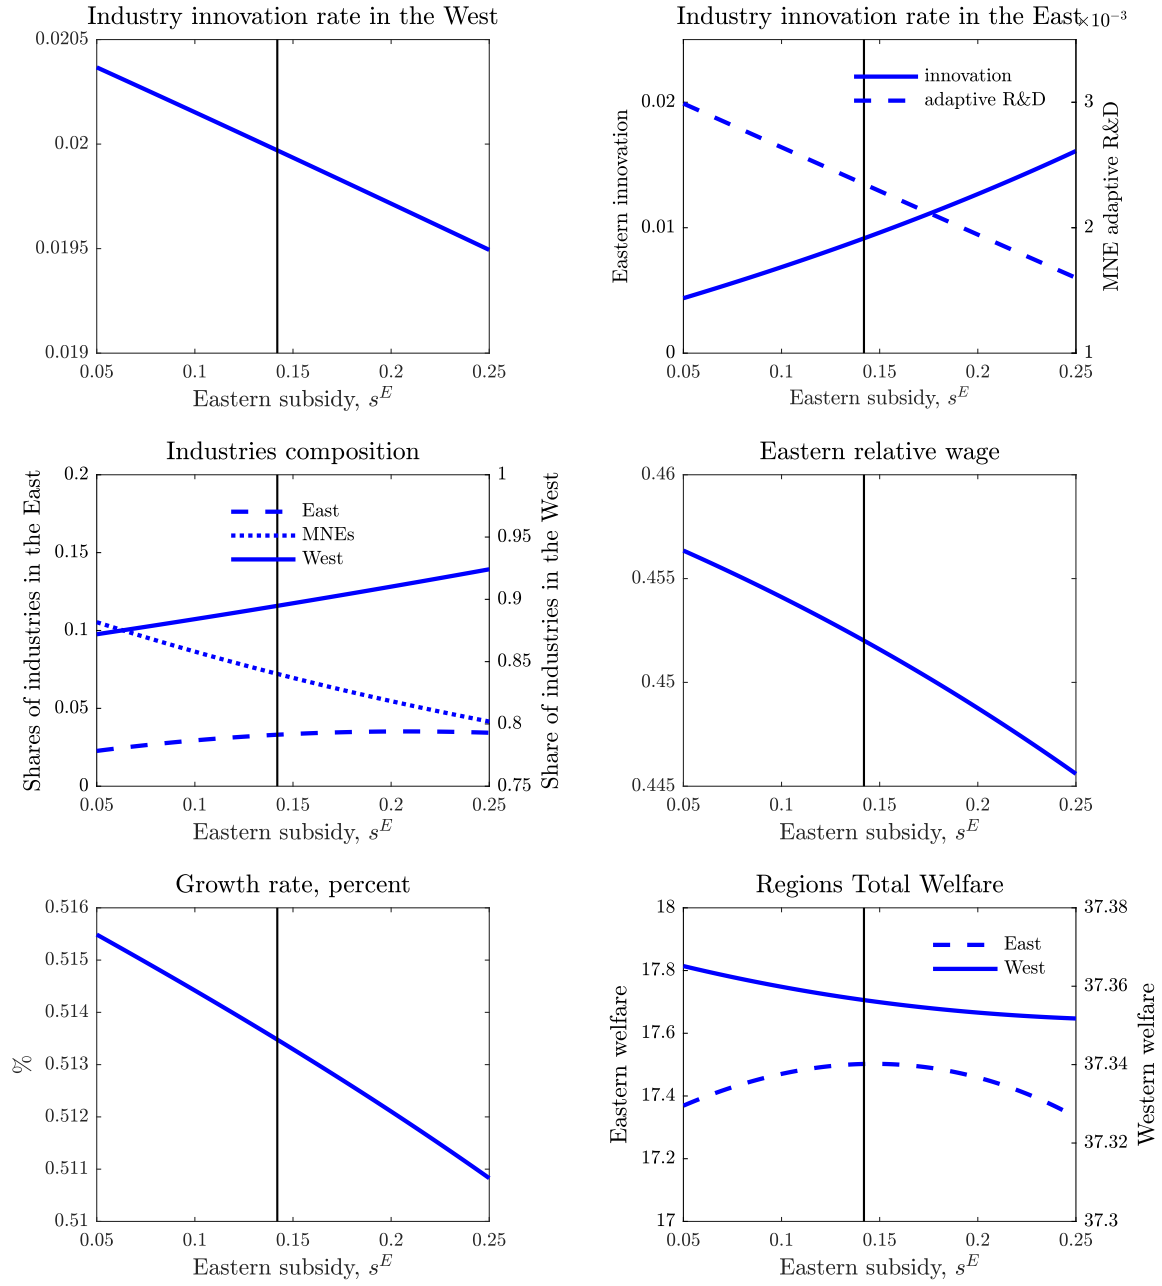 Industry innovation rate in the West
0.0205
0.02
0.0195
0.019
0.05 0.1 0.15 0.2 0.25
Eastern subsidy, s^E
Industry innovation rate in the East
×10^−3
Eastern innovation
0.02
0.01
0
innovation
adaptive R&D
3
2
1
MNE adaptive R&D
0.05 0.1 0.15 0.2 0.25
Eastern subsidy, s^E
Industries composition
Shares of industries in the East
0.2
0.15
0.1
0.05
0
East
MNEs
West
1
0.95
0.9
0.85
0.8
0.75
Share of industries in the West
0.05 0.1 0.15 0.2 0.25
Eastern subsidy, s^E
Eastern relative wage
0.46
0.455
0.45
0.445
0.05 0.1 0.15 0.2 0.25
Eastern subsidy, s^E
Growth rate, percent
%
0.516
0.515
0.514
0.513
0.512
0.511
0.51
0.05 0.1 0.15 0.2 0.25
Eastern subsidy, s^E
Regions Total Welfare
Eastern welfare
18
17.8
17.6
17.4
17.2
17
East
West
37.38
37.36
37.34
37.32
37.3
Western welfare
0.05 0.1 0.15 0.2 0.25
Eastern subsidy, s^E